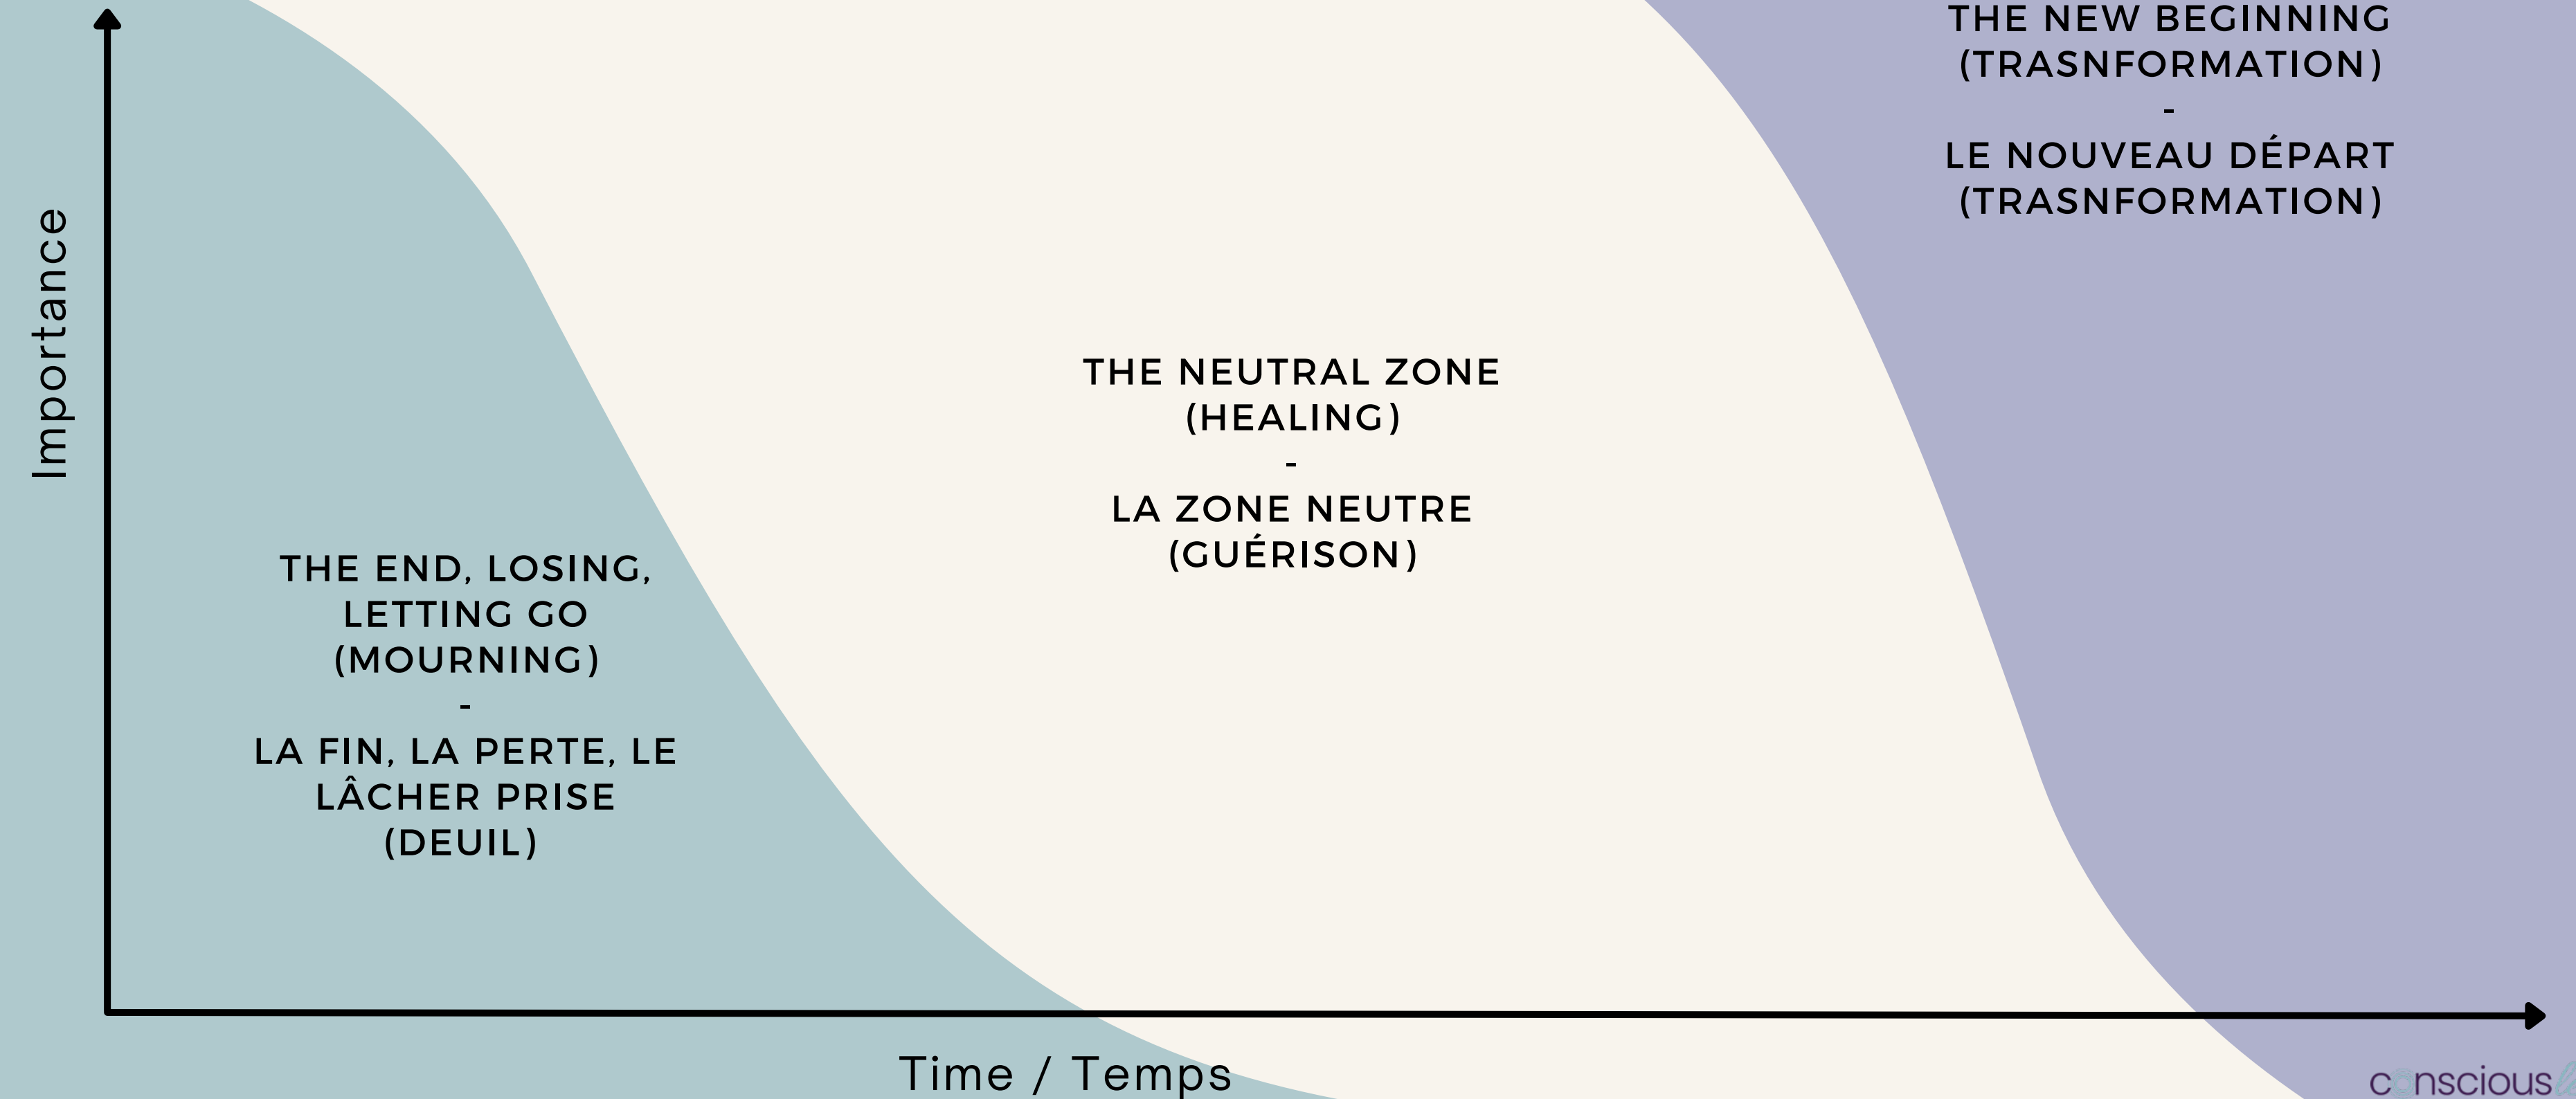 THE NEW BEGINNING
(TRASNFORMATION)
-
LE NOUVEAU DÉPART
(TRASNFORMATION)
Importance
THE NEUTRAL ZONE
(HEALING)
-
LA ZONE NEUTRE
(GUÉRISON)
THE END, LOSING,
LETTING GO
(MOURNING)
-
LA FIN, LA PERTE, LE
LÂCHER PRISE
(DEUIL)
Time / Temps
conscious